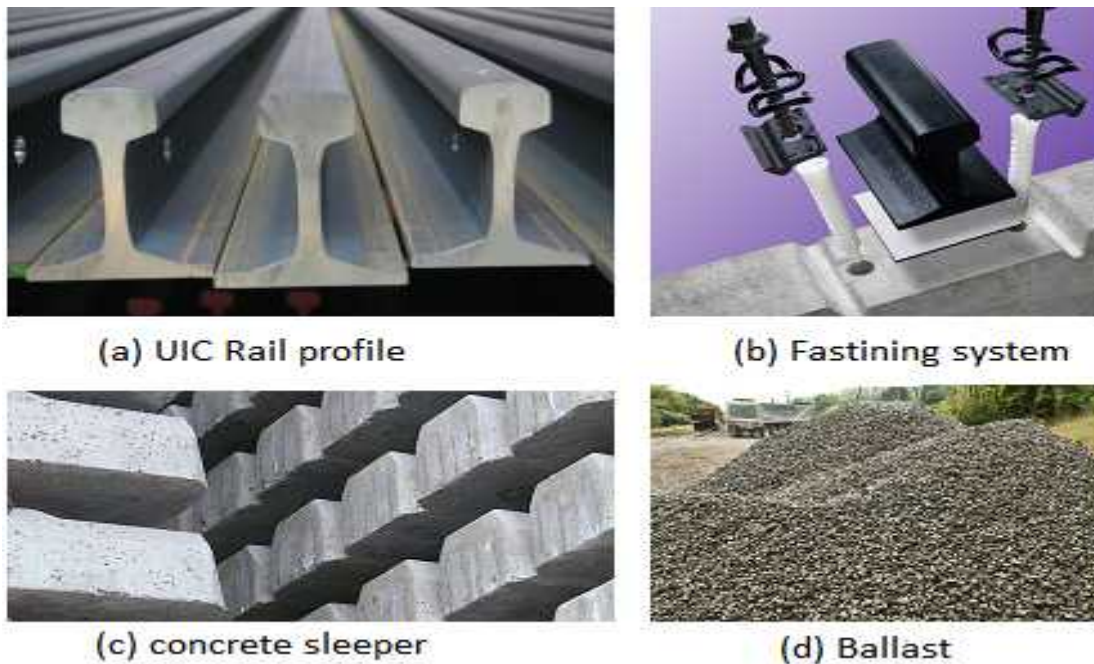 (a) UIC Rail profile
(b) Fastining system
(c) concrete sleeper
(d) Ballast